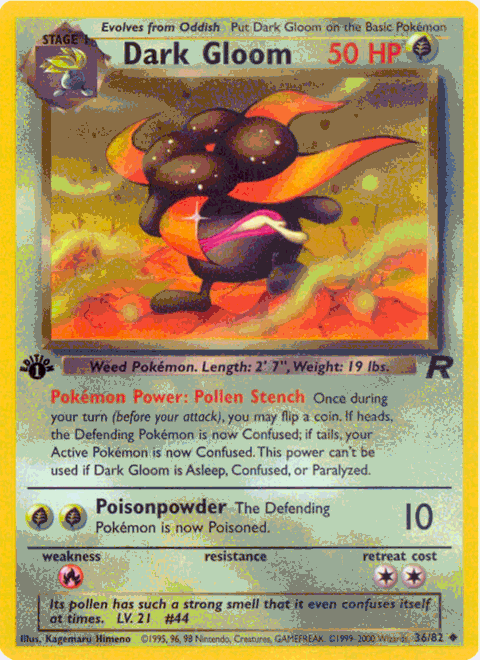 Evolves from Oddish Put Dark Gloom on the Basic Pokémon
STAGE 1
Dark Gloom 50 HP
Weed Pokémon. Length: 2' 7", Weight: 19 lbs.
EDITION
1
R
Pokémon Power: Pollen Stench Once during
your turn (before your attack), you may flip a coin. If heads,
the Defending Pokémon is now Confused; if tails, your
Active Pokémon is now Confused. This power can't be
used if Dark Gloom is Asleep, Confused, or Paralyzed.
Poisonpowder The Defending
Pokémon is now Poisoned.
10
weakness resistance retreat cost
Its pollen has such a strong smell that it even confuses itself
at times. LV. 21 #44
Illus. Kagemaru Himeno ©1995, 96, 98 Nintendo, Creatures, GAMEFREAK. ©1999-2000 Wizards. 36/82